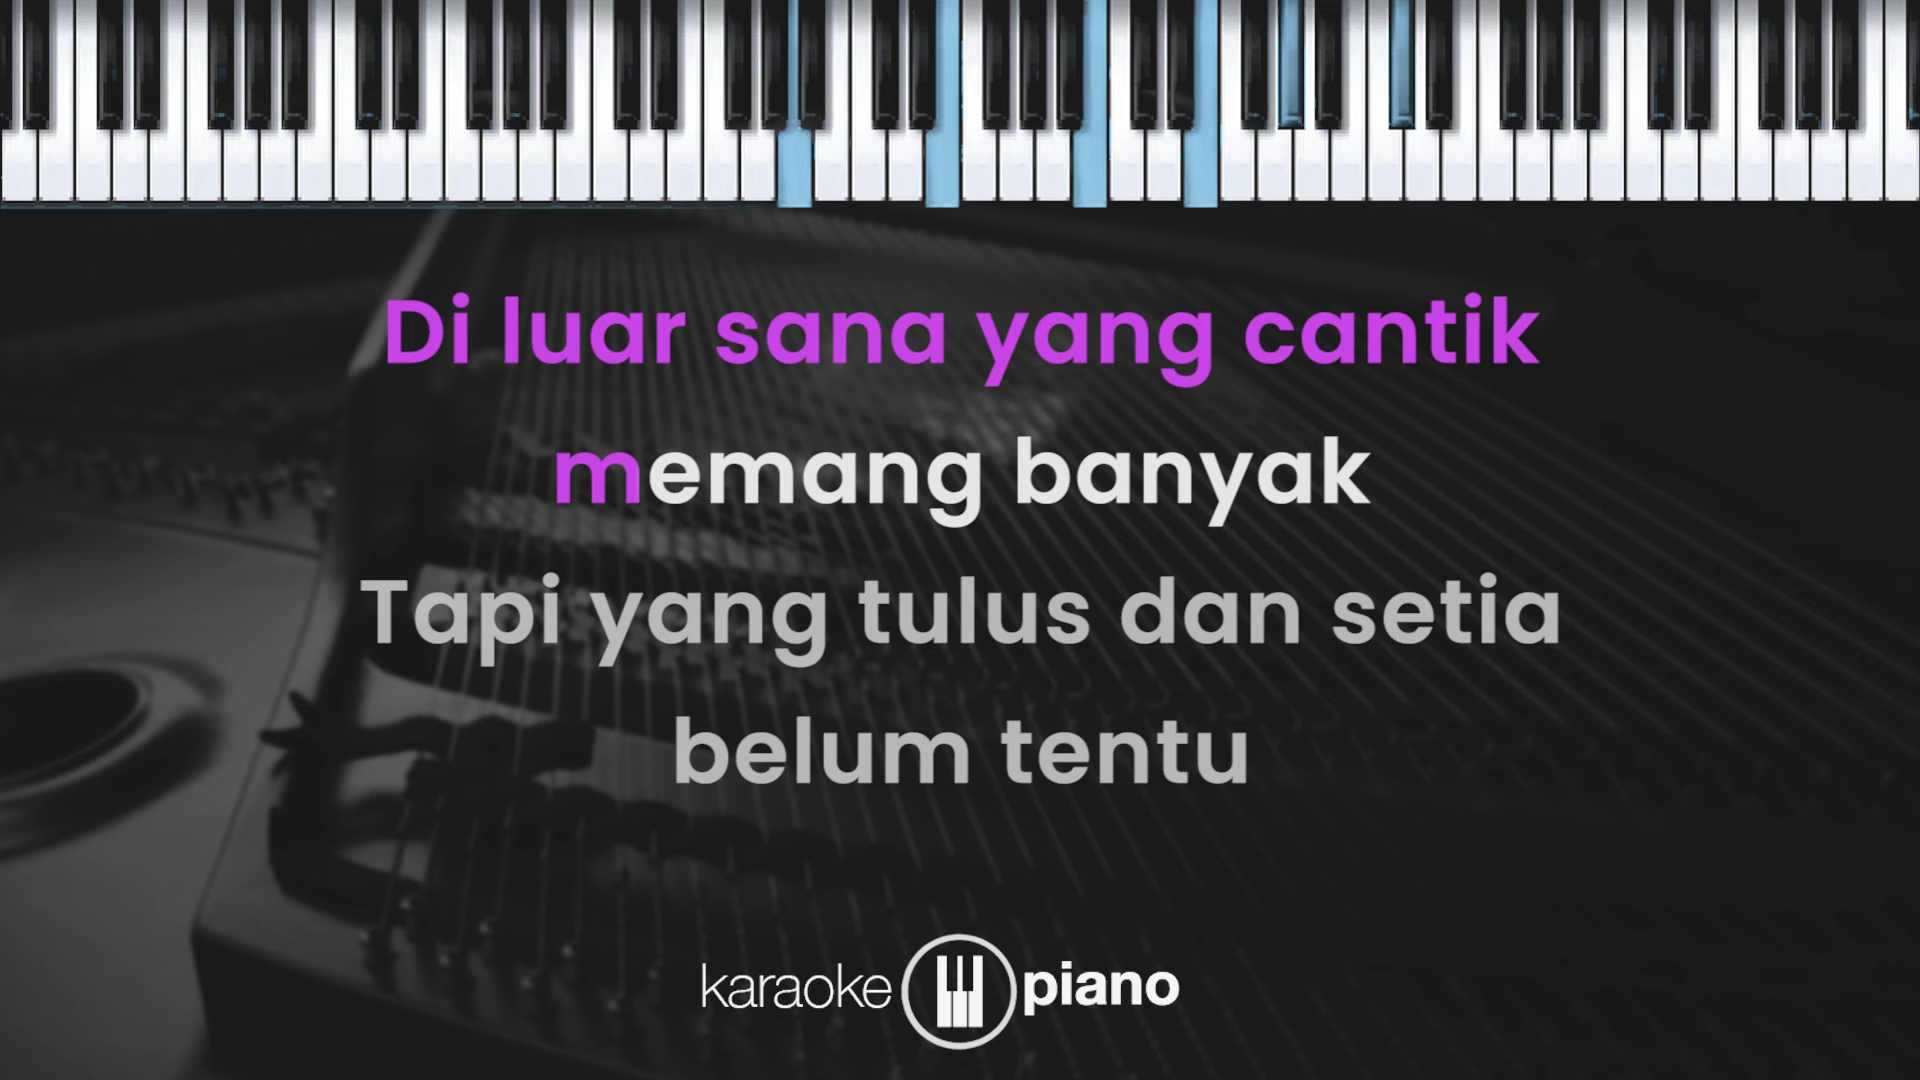 Di luar sana yang cantik
memang banyak
Tapi yang tulus dan setia
belum tentu
karaoke piano